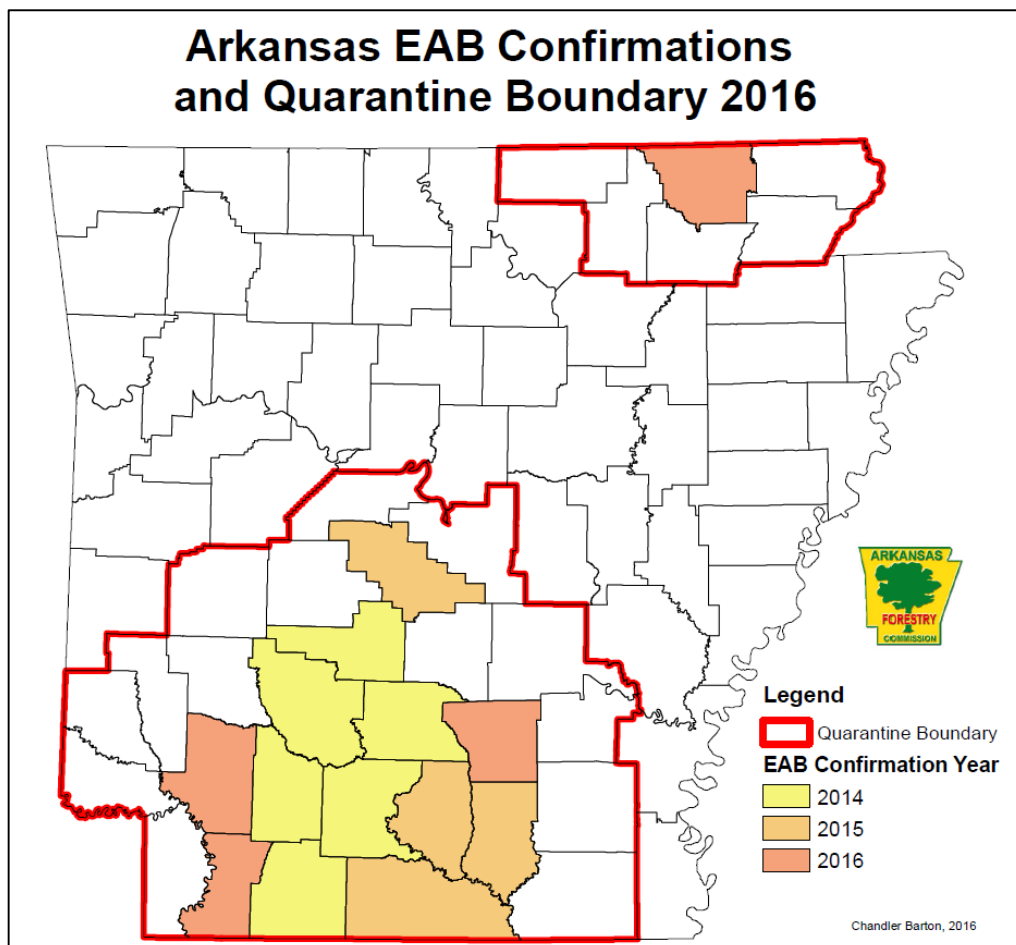 Arkansas EAB Confirmations
and Quarantine Boundary 2016
ARKANSAS
FORESTRY
COMMISSION
Legend
Quarantine Boundary
EAB Confirmation Year
2014
2015
2016
Chandler Barton, 2016